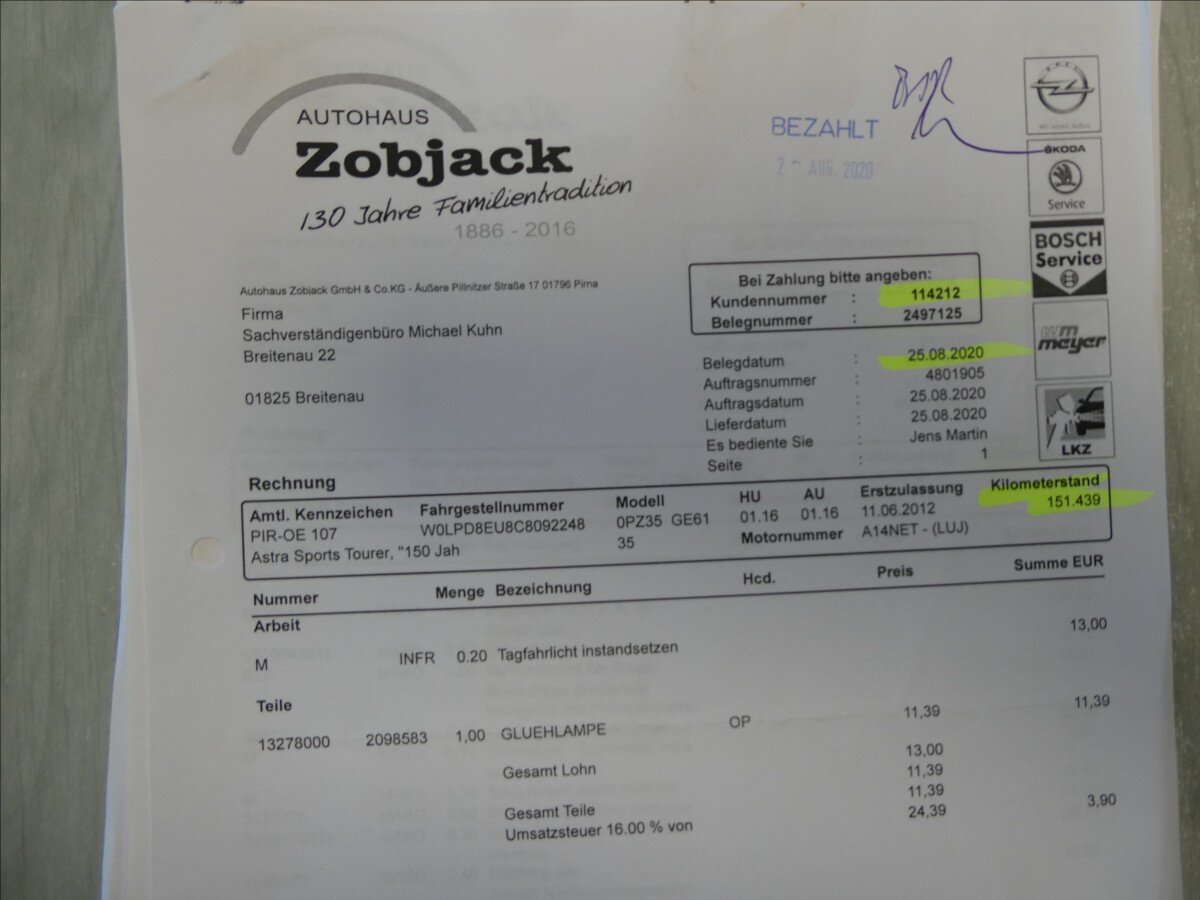 AUTOHAUS
Zobjack
130 Jahre Familientradition
1886 - 2016
BEZAHLT
AUG. 2020
OPEL
ŠKODA
Service
BOSCH
Service
wm
meyer
LKZ
Autohaus Zobjack GmbH & Co.KG - Äußere Pillnitzer Straße 17 01796 Pirna
Firma
Sachverständigenbüro Michael Kuhn
Breitenau 22
01825 Breitenau
Bei Zahlung bitte angeben:
Kundennummer : 114212
Belegnummer : 2497125
Belegdatum : 25.08.2020
Auftragsnummer : 4801905
Auftragsdatum : 25.08.2020
Lieferdatum : 25.08.2020
Es bediente Sie : Jens Martin
Seite : 1
Rechnung
Amtl. Kennzeichen Fahrgestellnummer Modell HU AU Erstzulassung Kilometerstand
PIR-OE 107 W0LPD8EU8C8092248 0PZ35 GE61 01.16 01.16 11.06.2012 151.439
Astra Sports Tourer, "150 Jah 35 Motornummer A14NET - (LUJ)
Nummer Menge Bezeichnung Hcd. Preis Summe EUR
Arbeit
M INFR 0.20 Tagfahrlicht instandsetzen 13,00
Teile
13278000 2098583 1,00 GLUEHLAMPE OP 11,39 11,39
Gesamt Lohn 13,00
11,39
Gesamt Teile 11,39
Umsatzsteuer 16.00 % von 24,39 3,90